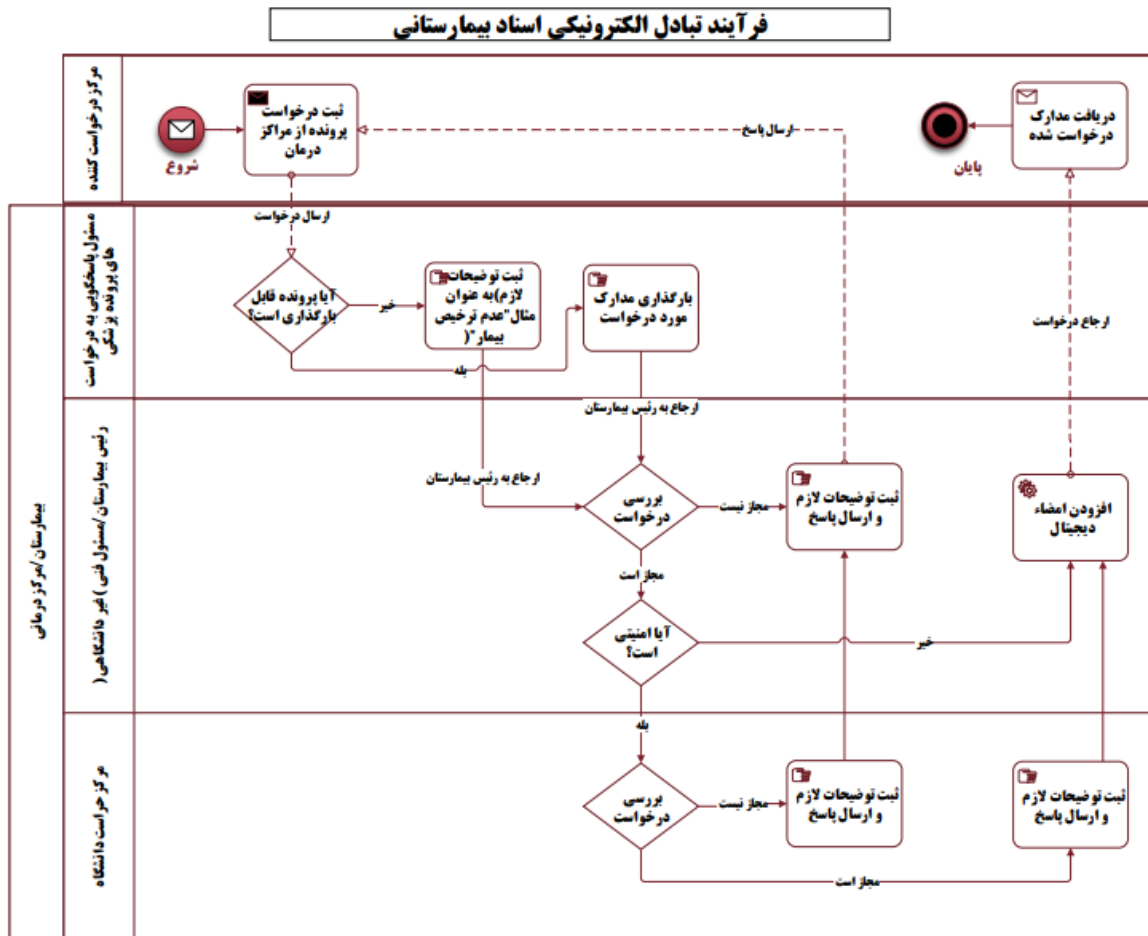 فرآیند تبادل الکترونیکی اسناد بیمارستانی
مرکز درخواست کننده
شروع
ثبت درخواست
پرونده از مراکز
درمان
ارسال پاسخ
پایان
دریافت مدارک
درخواست شده
ارسال درخواست
بیمارستان/مرکز درمانی
مسئول پاسخگویی به درخواست
های پرونده پزشکی
آیا پرونده قابل
بارگذاری است؟
خیر
ثبت توضیحات
لازم)به عنوان
مثال"عدم ترخیص
بیمار"(
بله
بارگذاری مدارک
مورد درخواست
ارجاع درخواست
رئیس بیمارستان/مسئول فنی )غیر دانشگاهی(
ارجاع به رئیس بیمارستان
ارجاع به رئیس بیمارستان
بررسی
درخواست
مجاز نیست
ثبت توضیحات لازم
و ارسال پاسخ
افزودن امضاء
دیجیتال
مجاز است
آیا امنیتی
است؟
خیر
مرکز حراست دانشگاه
بله
بررسی
درخواست
مجاز نیست
ثبت توضیحات لازم
و ارسال پاسخ
ثبت توضیحات لازم
و ارسال پاسخ
مجاز است